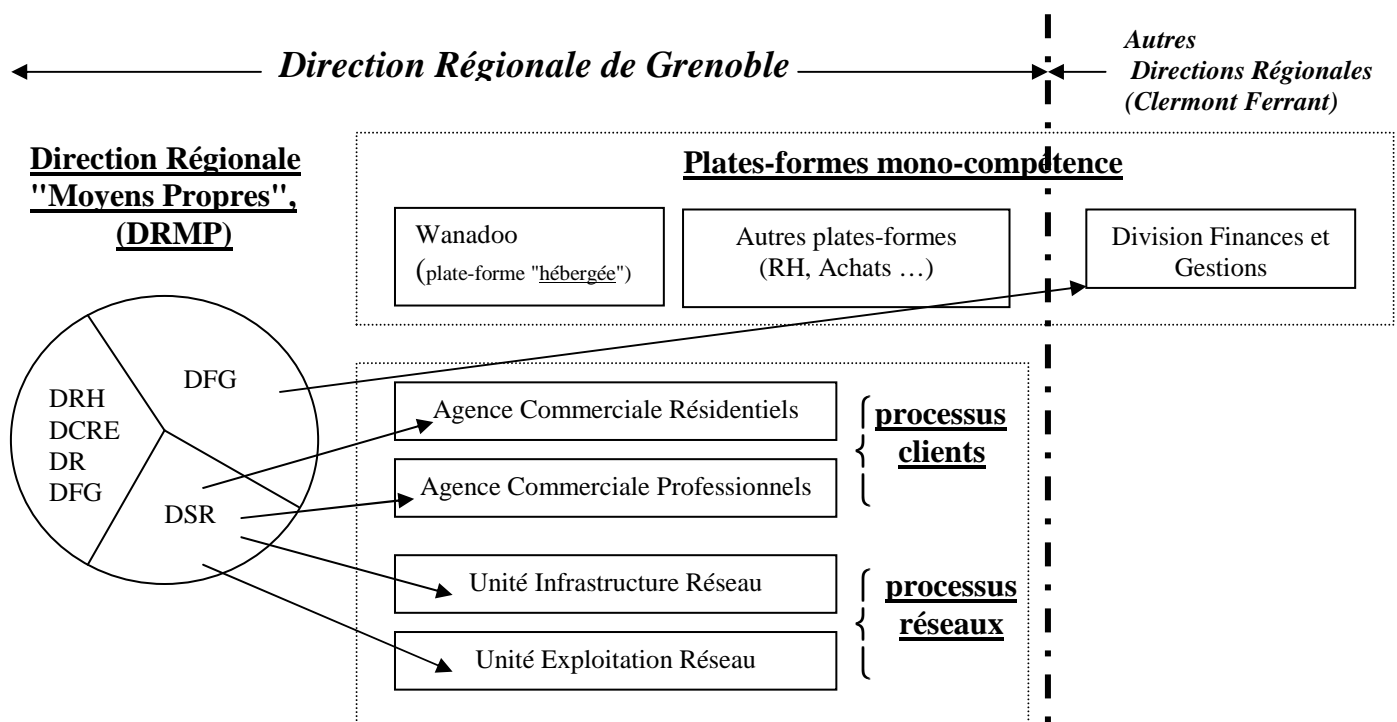 Direction Régionale de Grenoble
Autres
Directions Régionales
(Clermont Ferrant)
Direction Régionale
"Moyens Propres",
(DRMP)
Plates-formes mono-compétence
Wanadoo
(plate-forme "hébergée")
Autres plates-formes
(RH, Achats …)
Division Finances et
Gestions
DFG
DRH
DCRE
DR
DFG
DSR
Agence Commerciale Résidentiels
Agence Commerciale Professionnels
processus
clients
Unité Infrastructure Réseau
Unité Exploitation Réseau
processus
réseaux